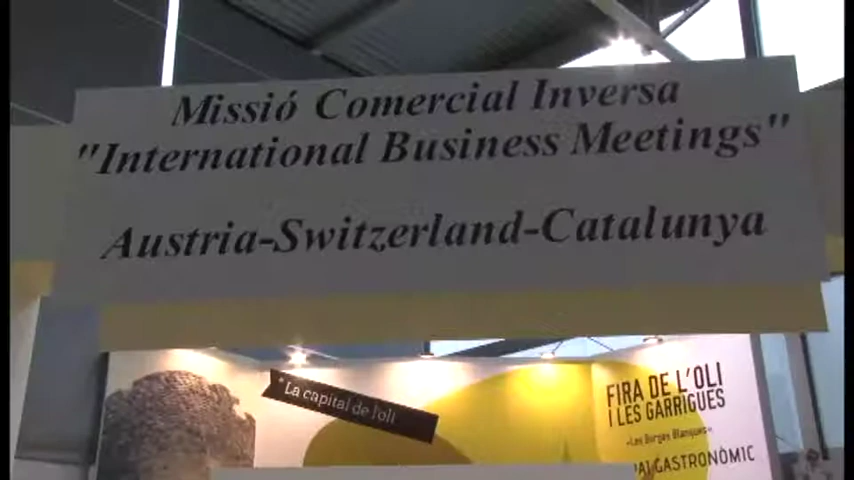 Missió Comercial Inversa
"International Business Meetings"
Austria-Switzerland-Catalunya
"La capital de l'oli
FIRA DE L'OLI
I LES GARRIGUES
«Les Borges Blanques»
GASTRONÒMIC